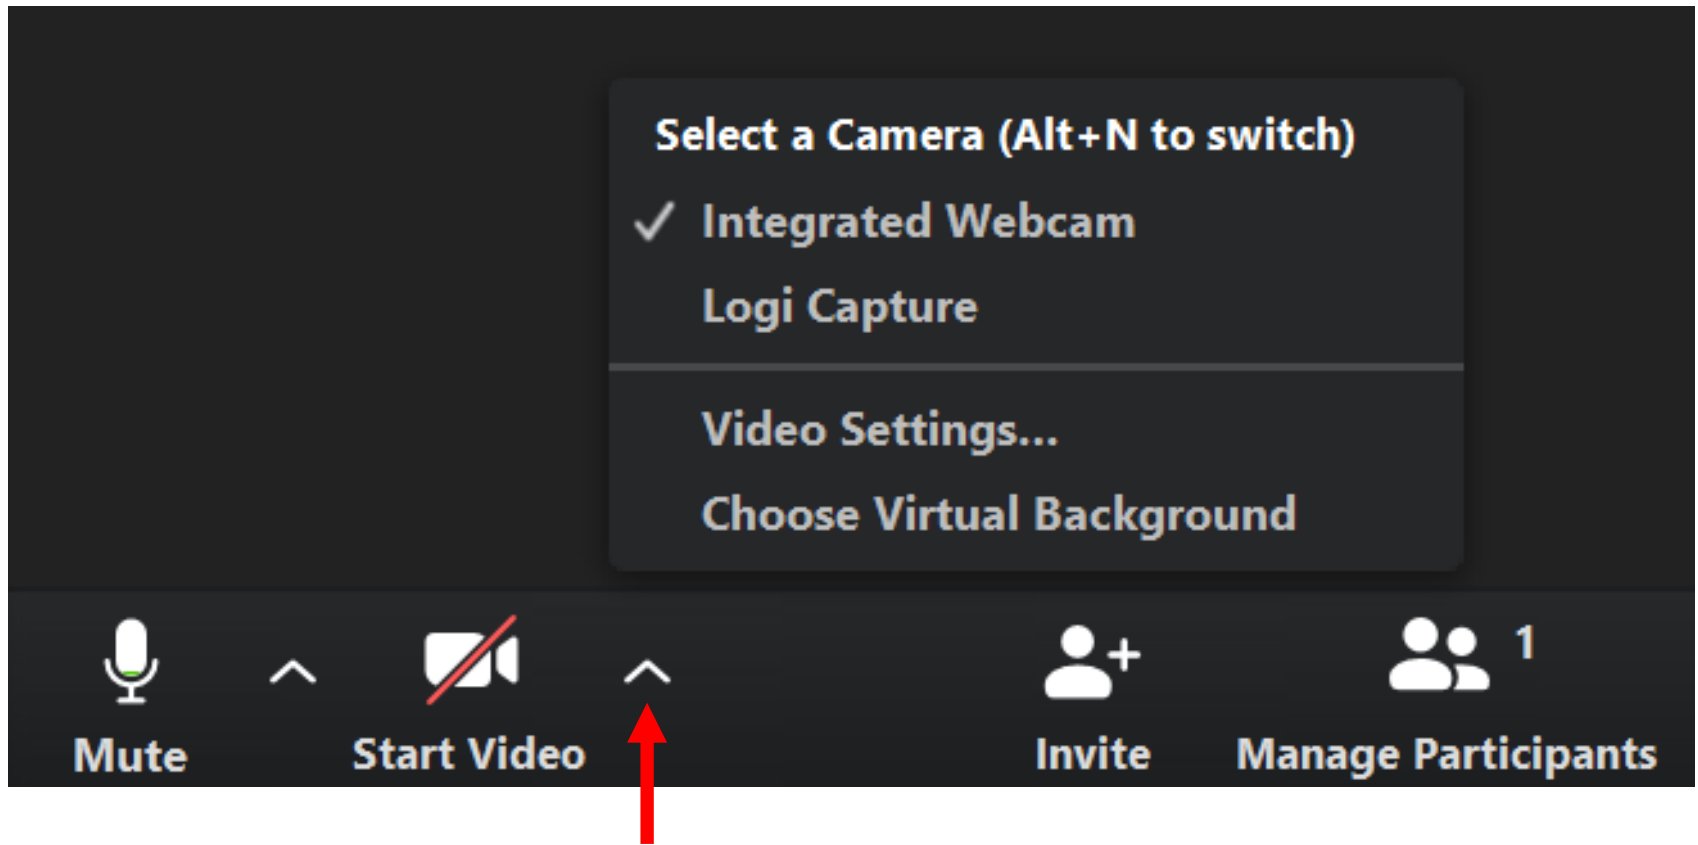 Select a Camera (Alt+N to switch)
Integrated Webcam
Logi Capture
Video Settings...
Choose Virtual Background
1
Mute
Start Video
Invite
Manage Participants